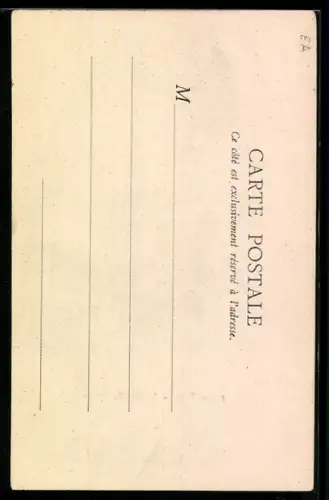 CARTE POSTALE
Ce côté est exclusivement réservé à l'adresse.
M
EA